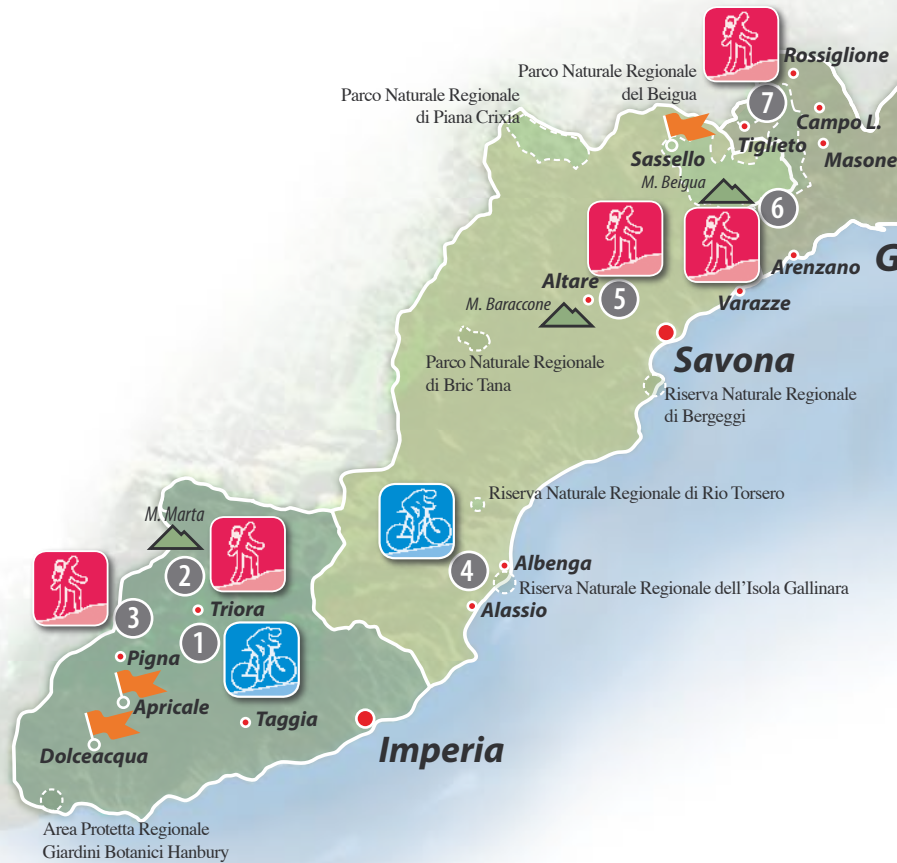 Rossiglione
Parco Naturale Regionale
del Beigua
Parco Naturale Regionale
di Piana Crixia
7
Campo L.
Tiglieto
Sassello
Masone
M. Beigua
6
Arenzano
G
Altare
5
M. Baraccone
Varazze
Savona
Parco Naturale Regionale
di Bric Tana
Riserva Naturale Regionale
di Bergeggi
Riserva Naturale Regionale di Rio Torsero
M. Marta
4
Albenga
2
Riserva Naturale Regionale dell'Isola Gallinara
Triora
Alassio
3
1
Pigna
Apricale
Taggia
Dolceacqua
Imperia
Area Protetta Regionale
Giardini Botanici Hanbury